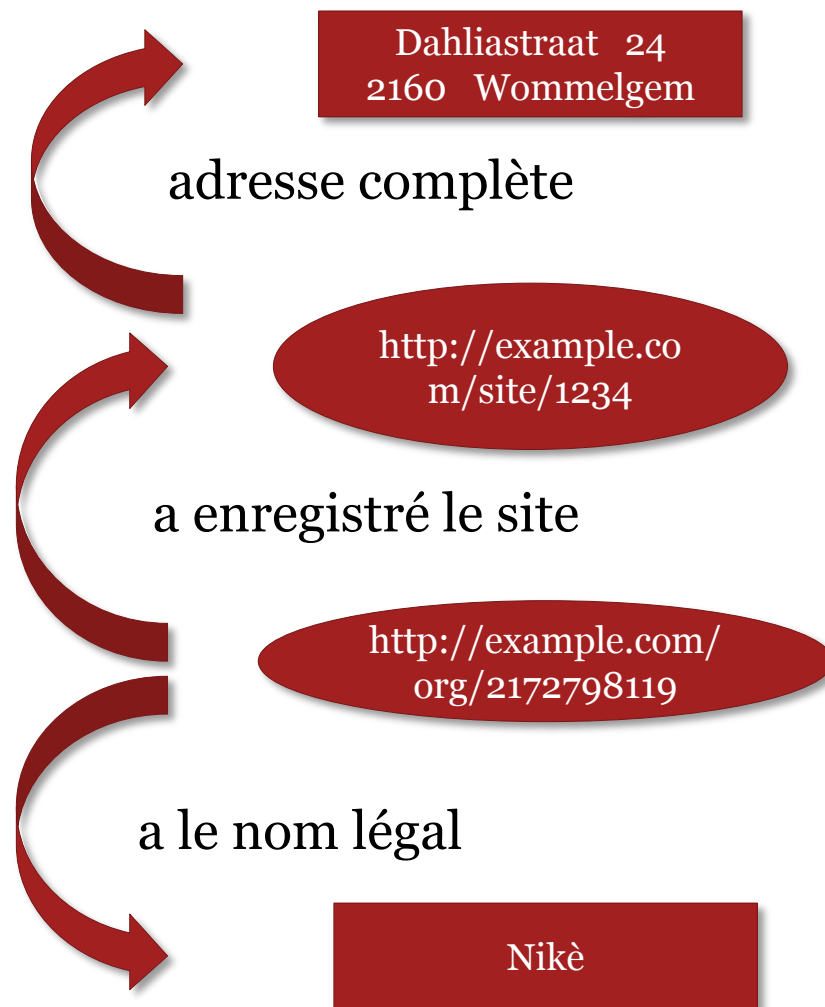 Dahliastraat 24
2160 Wommelgem
adresse complète
http://example.co
m/site/1234
a enregistré le site
http://example.com/
org/2172798119
a le nom légal
Nikè